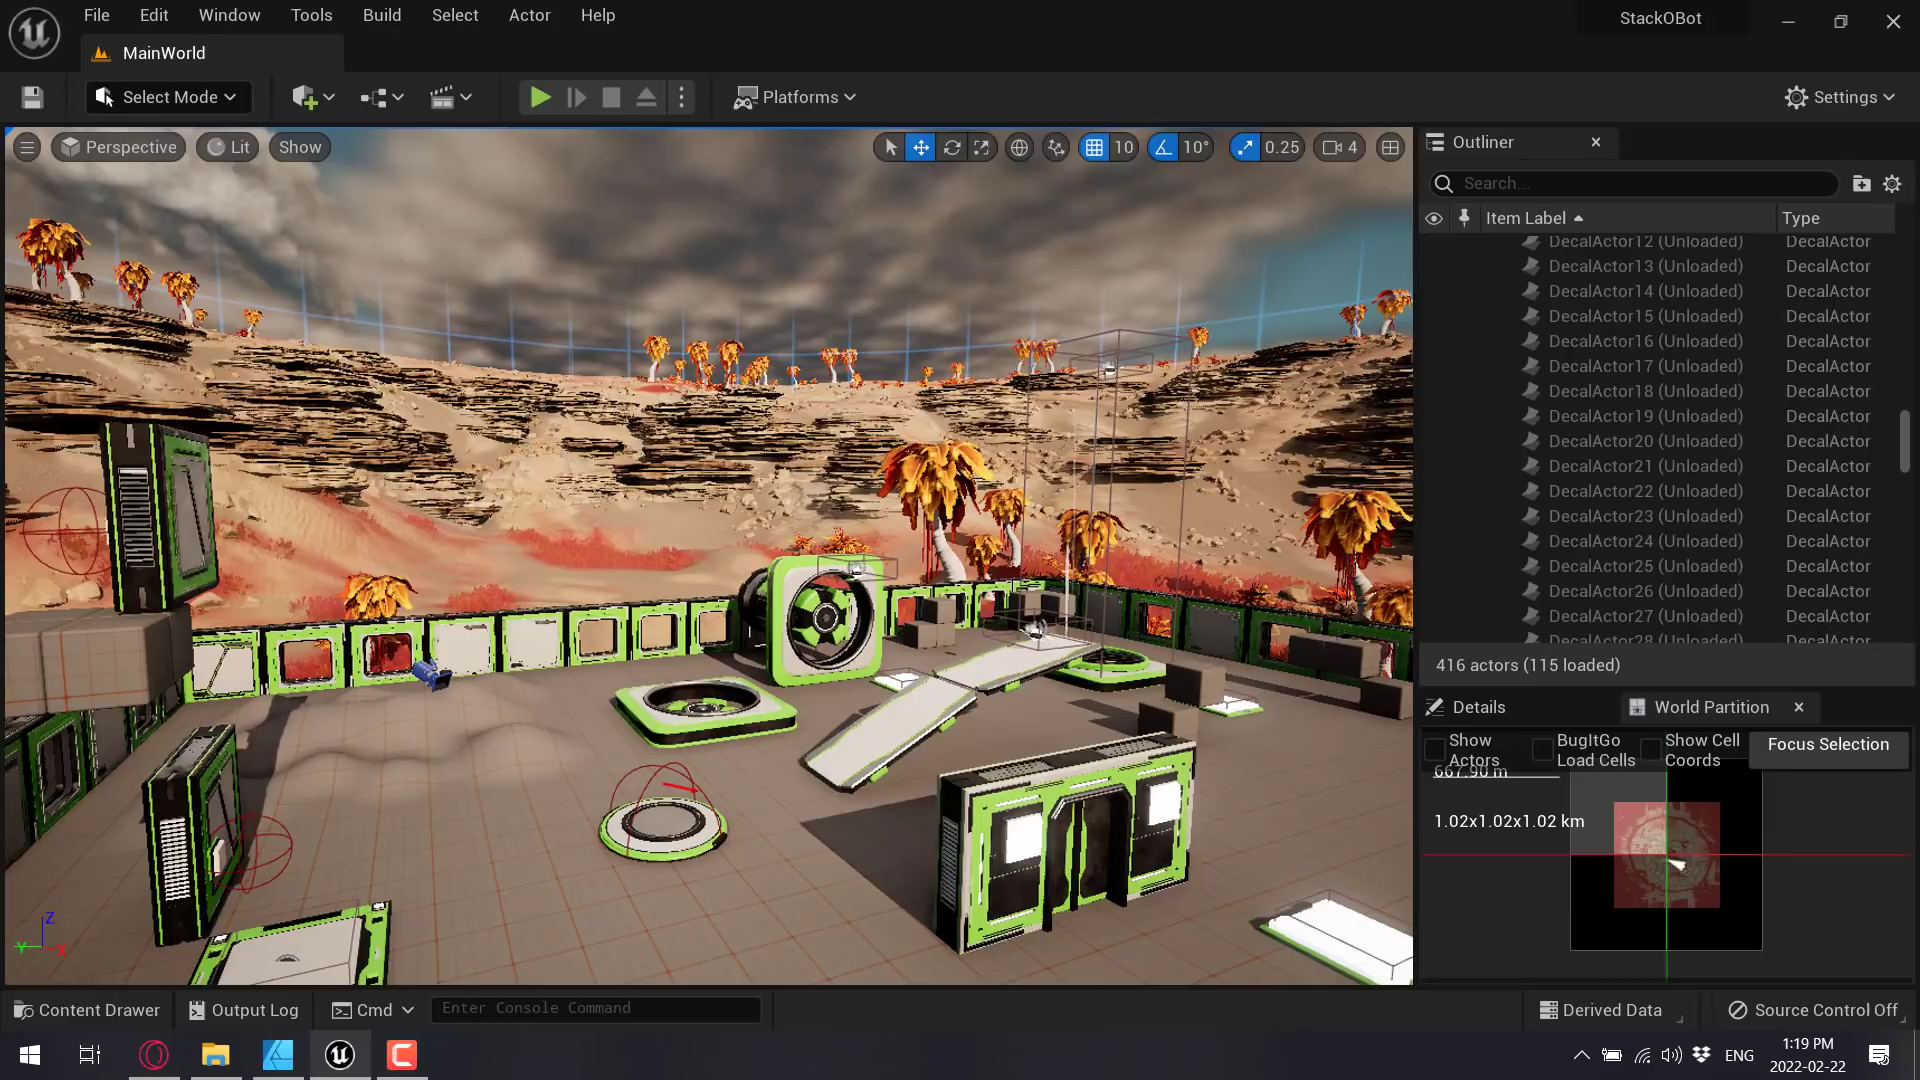 File Edit Window Tools Build Select Actor Help
StackOBot
MainWorld
Select Mode
Platforms
Settings
Perspective Lit Show
10 10° 0.25 4
Outliner
Search...
Item Label Type
DecalActor12 (Unloaded) DecalActor
DecalActor13 (Unloaded) DecalActor
DecalActor14 (Unloaded) DecalActor
DecalActor15 (Unloaded) DecalActor
DecalActor16 (Unloaded) DecalActor
DecalActor17 (Unloaded) DecalActor
DecalActor18 (Unloaded) DecalActor
DecalActor19 (Unloaded) DecalActor
DecalActor20 (Unloaded) DecalActor
DecalActor21 (Unloaded) DecalActor
DecalActor22 (Unloaded) DecalActor
DecalActor23 (Unloaded) DecalActor
DecalActor24 (Unloaded) DecalActor
DecalActor25 (Unloaded) DecalActor
DecalActor26 (Unloaded) DecalActor
DecalActor27 (Unloaded) DecalActor
DecalActor28 (Unloaded) DecalActor
416 actors (115 loaded)
Details World Partition
Show Actors
BugItGo Load Cells
Show Cell Coords
Focus Selection
667.90 m
1.02x1.02x1.02 km
Z
Y X
Content Drawer Output Log Cmd Enter Console Command
Derived Data Source Control Off
ENG
1:19 PM
2022-02-22